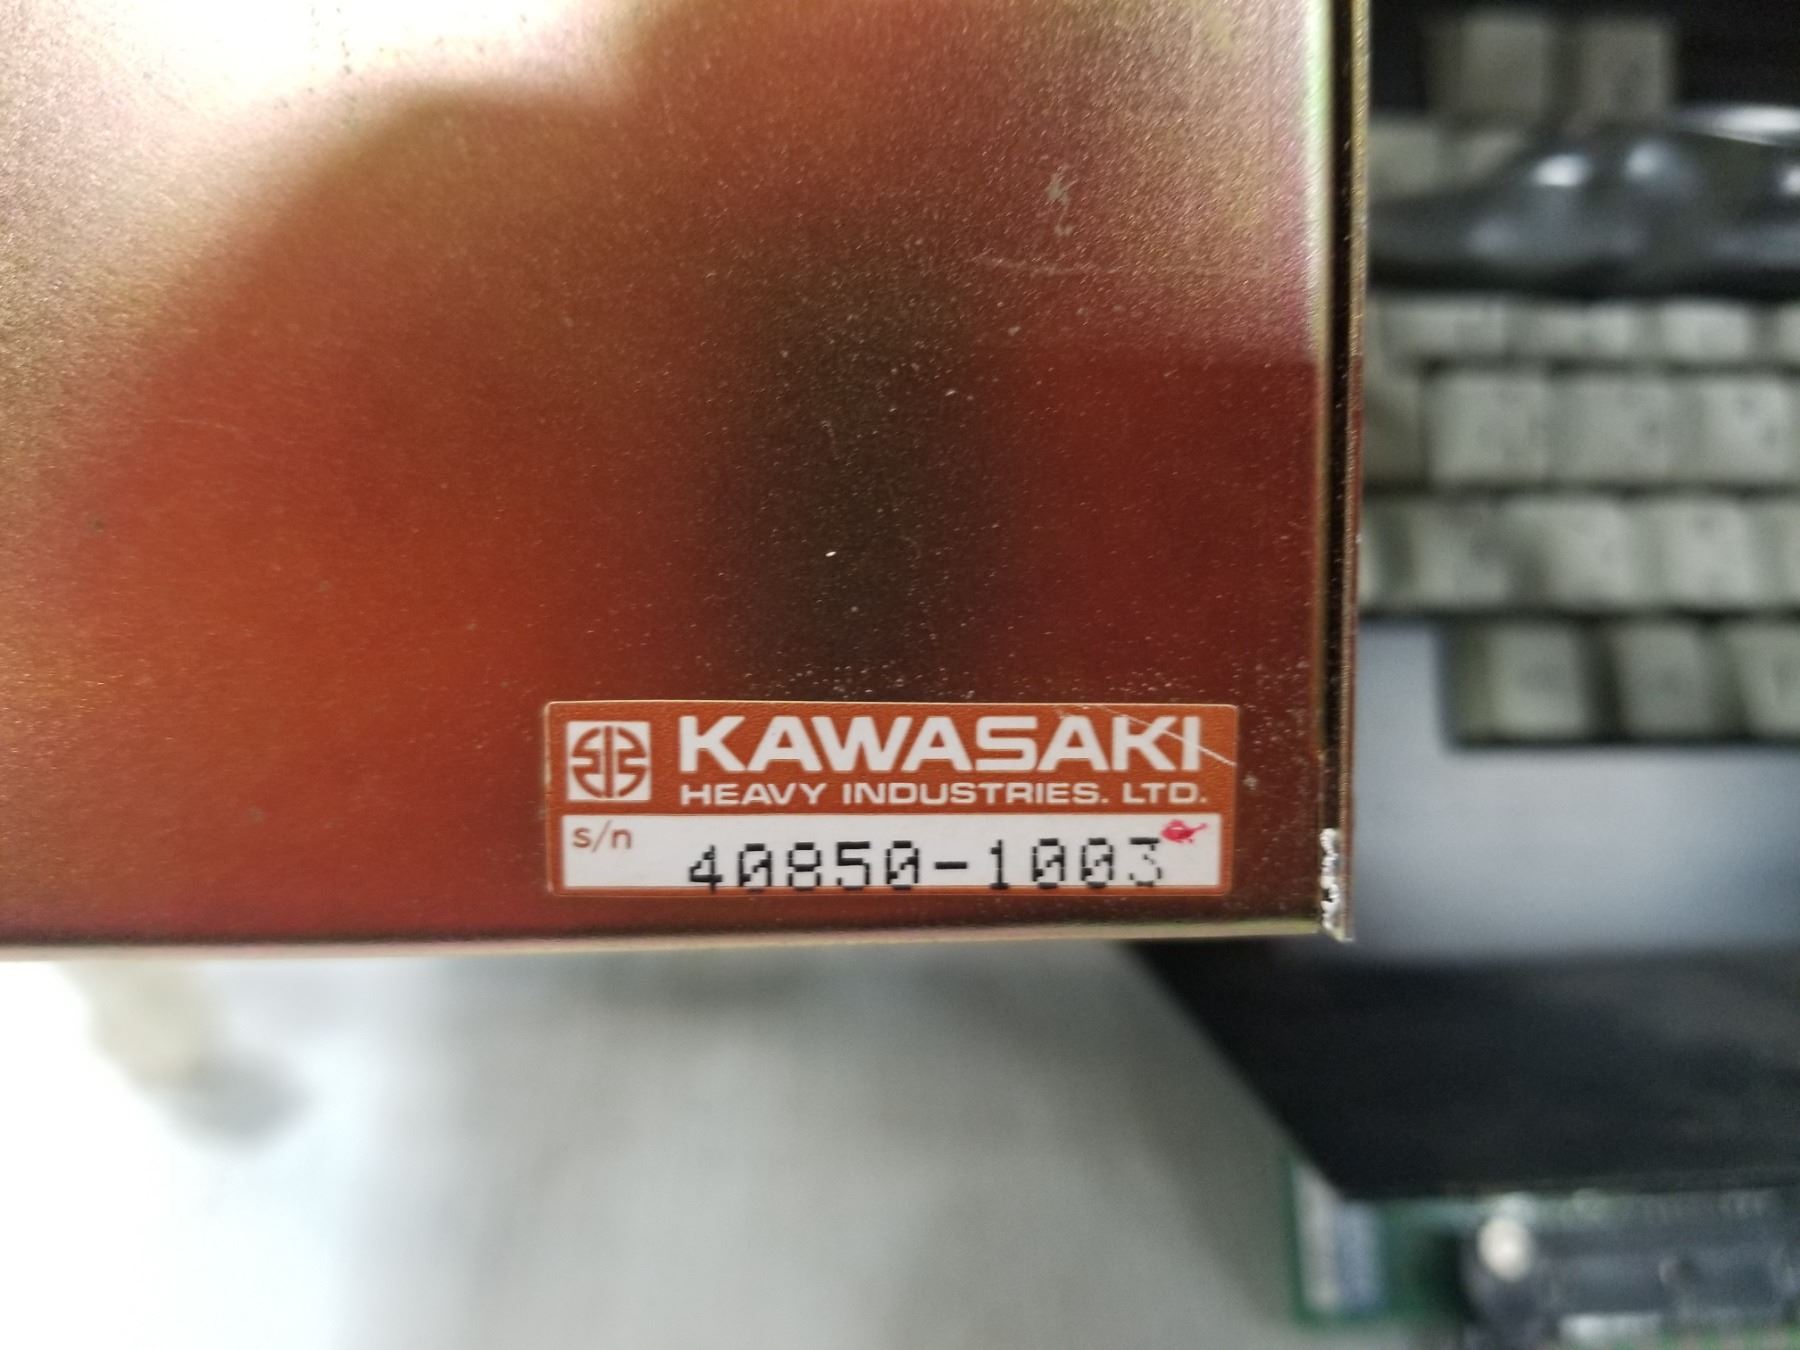 KAWASAKI
HEAVY INDUSTRIES. LTD.
s/n
40850-1003